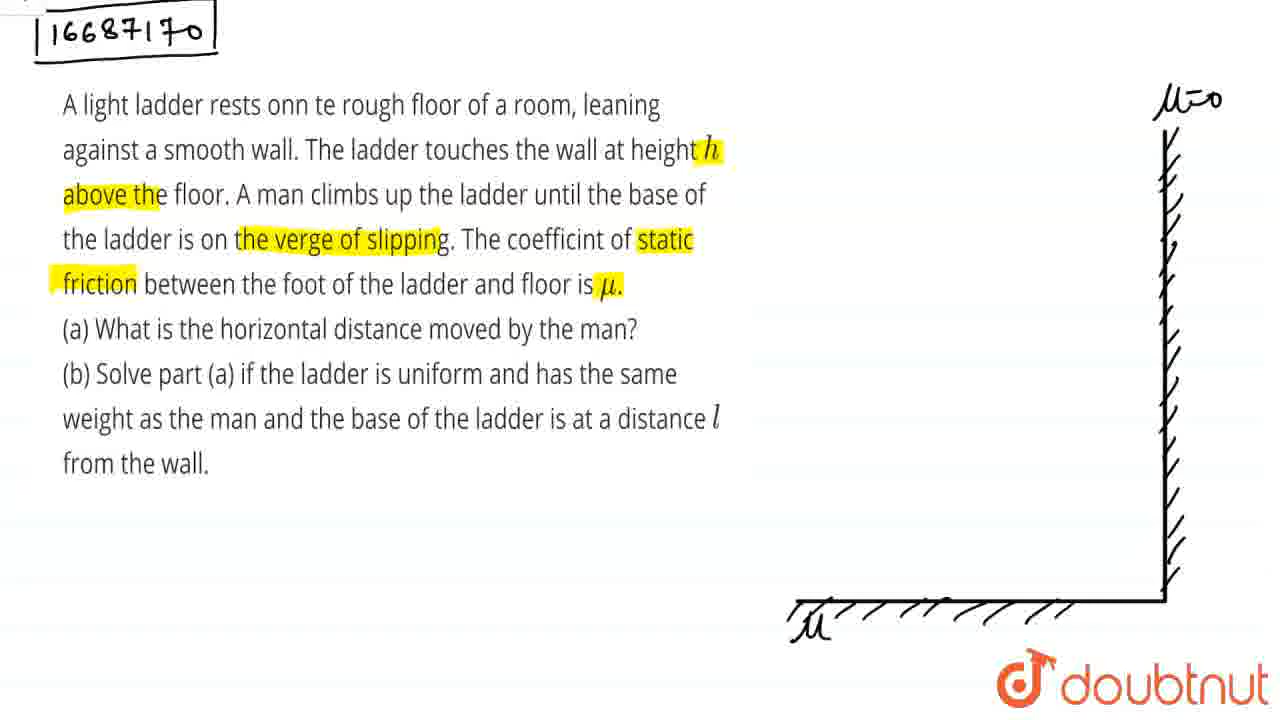 16687170
A light ladder rests onn te rough floor of a room, leaning
against a smooth wall. The ladder touches the wall at height h
above the floor. A man climbs up the ladder until the base of
the ladder is on the verge of slipping. The coefficint of static
friction between the foot of the ladder and floor is μ.
(a) What is the horizontal distance moved by the man?
(b) Solve part (a) if the ladder is uniform and has the same
weight as the man and the base of the ladder is at a distance l
from the wall.
μ=0
μ
doubtnut